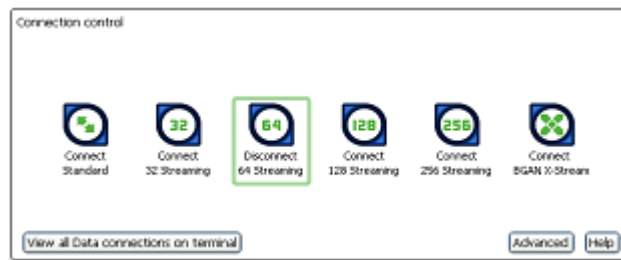 Connection control
32
64
128
256
Connect
Standard
Connect
32 Streaming
Disconnect
64 Streaming
Connect
128 Streaming
Connect
256 Streaming
Connect
BGAN X-Stream
View all Data connections on terminal
Advanced
Help